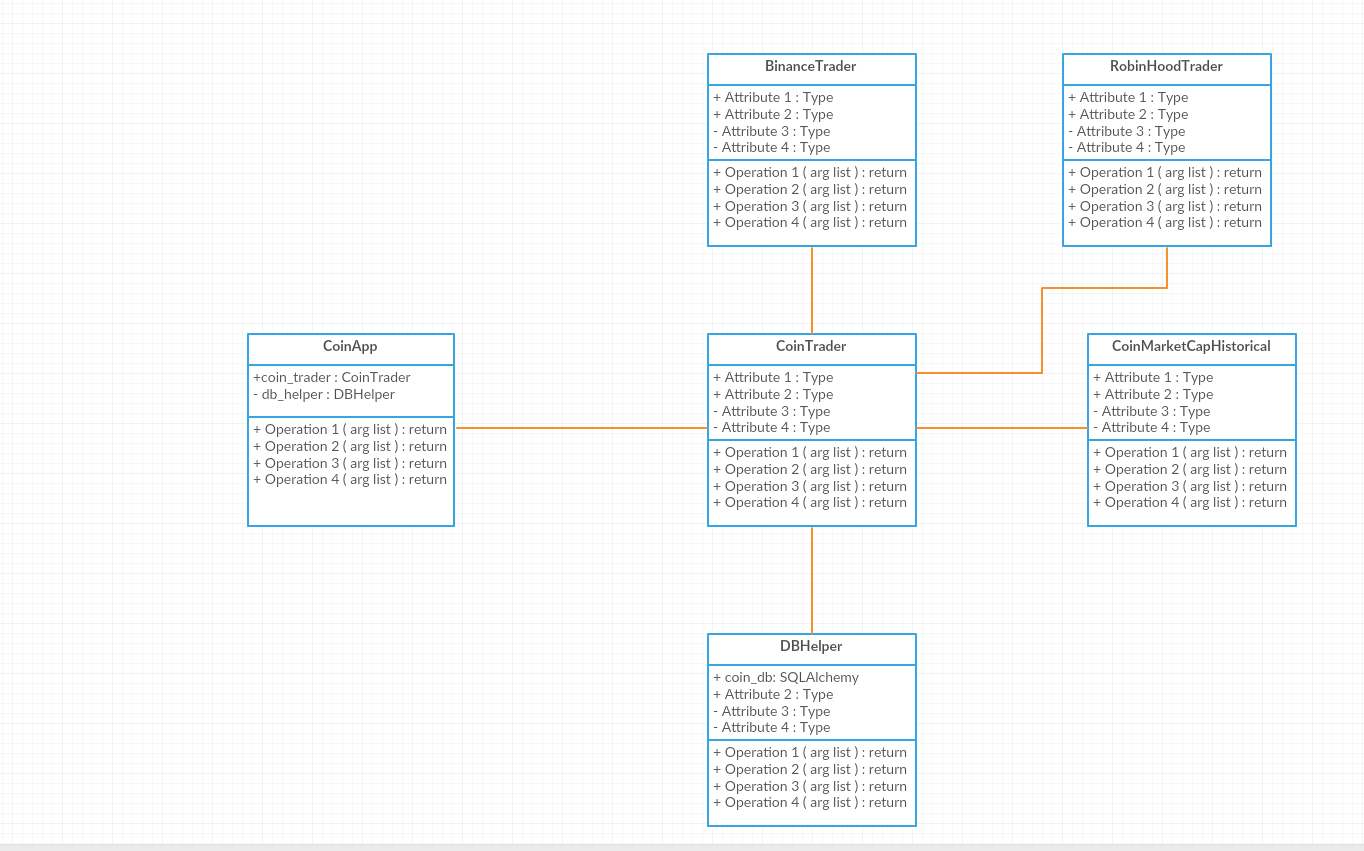 BinanceTrader
+ Attribute 1 : Type
+ Attribute 2 : Type
- Attribute 3 : Type
- Attribute 4 : Type
+ Operation 1 ( arg list ) : return
+ Operation 2 ( arg list ) : return
+ Operation 3 ( arg list ) : return
+ Operation 4 ( arg list ) : return
RobinHoodTrader
+ Attribute 1 : Type
+ Attribute 2 : Type
- Attribute 3 : Type
- Attribute 4 : Type
+ Operation 1 ( arg list ) : return
+ Operation 2 ( arg list ) : return
+ Operation 3 ( arg list ) : return
+ Operation 4 ( arg list ) : return
CoinApp
+coin_trader : CoinTrader
- db_helper : DBHelper
+ Operation 1 ( arg list ) : return
+ Operation 2 ( arg list ) : return
+ Operation 3 ( arg list ) : return
+ Operation 4 ( arg list ) : return
CoinTrader
+ Attribute 1 : Type
+ Attribute 2 : Type
- Attribute 3 : Type
- Attribute 4 : Type
+ Operation 1 ( arg list ) : return
+ Operation 2 ( arg list ) : return
+ Operation 3 ( arg list ) : return
+ Operation 4 ( arg list ) : return
CoinMarketCapHistorical
+ Attribute 1 : Type
+ Attribute 2 : Type
- Attribute 3 : Type
- Attribute 4 : Type
+ Operation 1 ( arg list ) : return
+ Operation 2 ( arg list ) : return
+ Operation 3 ( arg list ) : return
+ Operation 4 ( arg list ) : return
DBHelper
+ coin_db: SQLAlchemy
+ Attribute 2 : Type
- Attribute 3 : Type
- Attribute 4 : Type
+ Operation 1 ( arg list ) : return
+ Operation 2 ( arg list ) : return
+ Operation 3 ( arg list ) : return
+ Operation 4 ( arg list ) : return